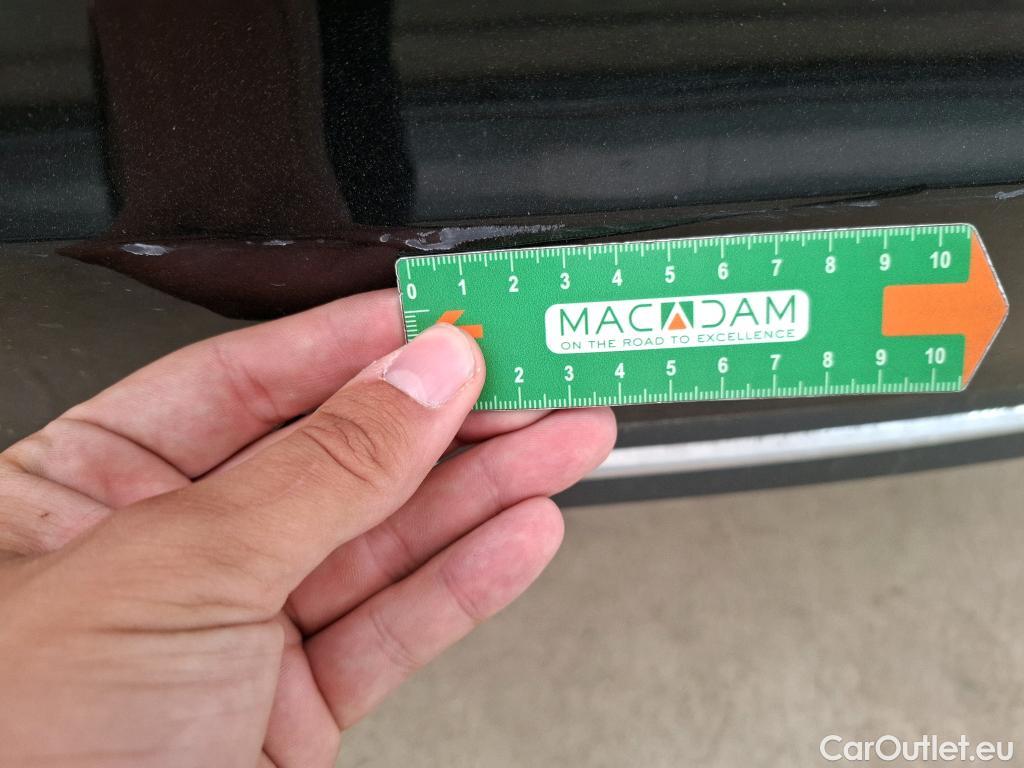 0 1 2 3 4 5 6 7 8 9 10
MACADAM
ON THE ROAD TO EXCELLENCE
2 3 4 5 6 7 8 9 10
CarOutlet.eu